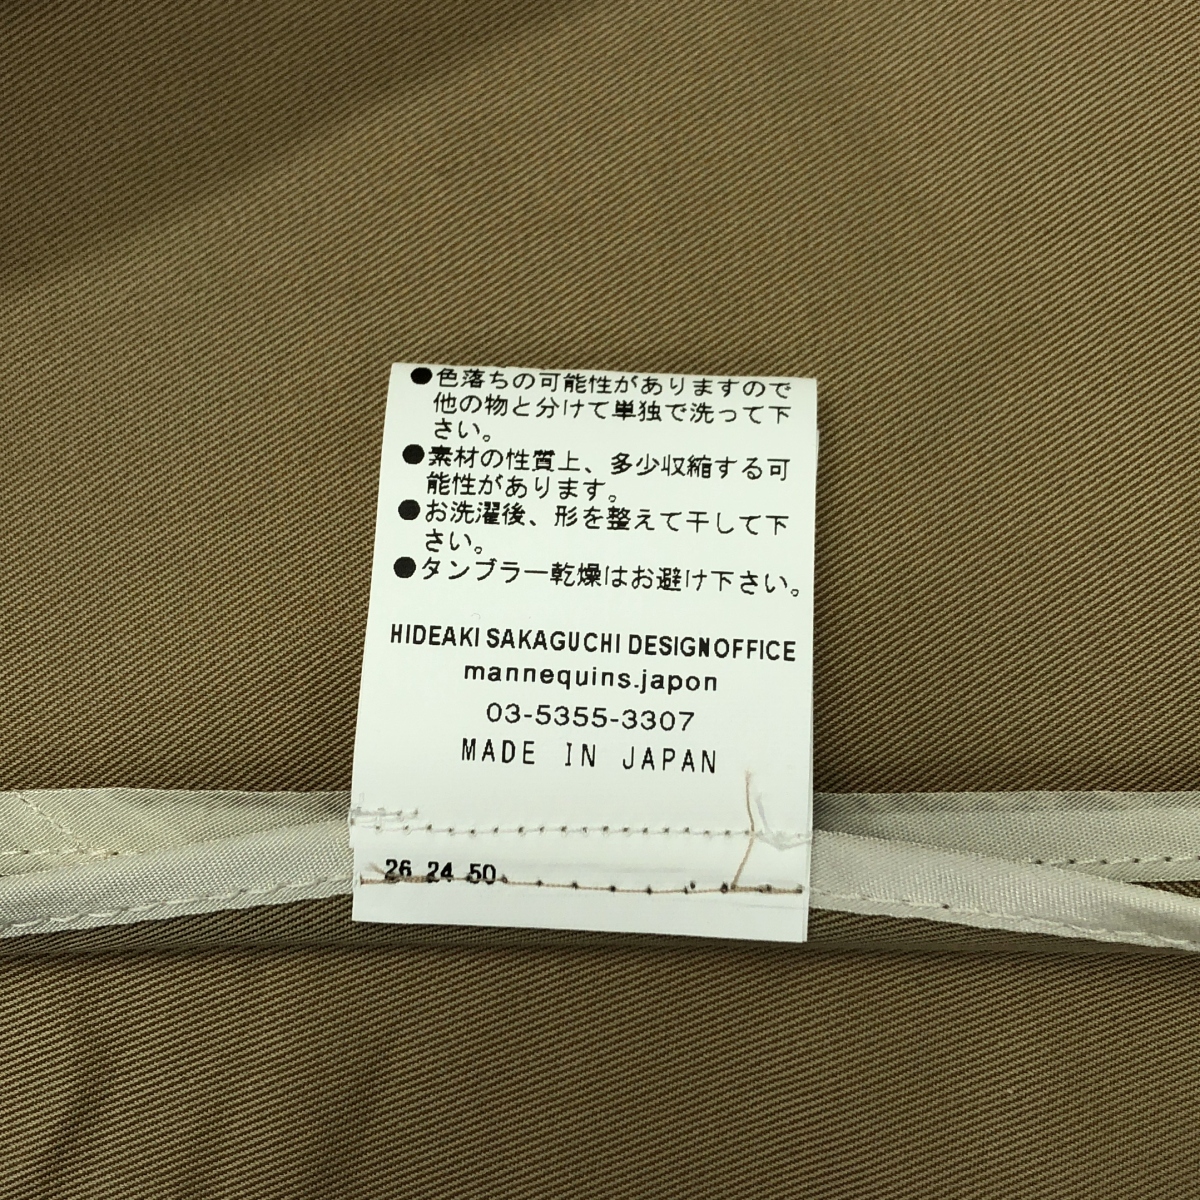 ●色落ちの可能性がありますので
他の物と分けて単独で洗って下
さい。
●素材の性質上、多少収縮する可
能性があります。
●お洗濯後、形を整えて干して下
さい。
●タンブラー乾燥はお避け下さい。
HIDEAKI SAKAGUCHI DESIGN OFFICE
mannequins.japon
03-5355-3307
MADE IN JAPAN
26 24 50